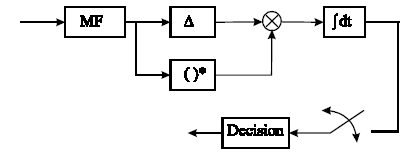 MF
Δ
∫dt
( )*
Decision